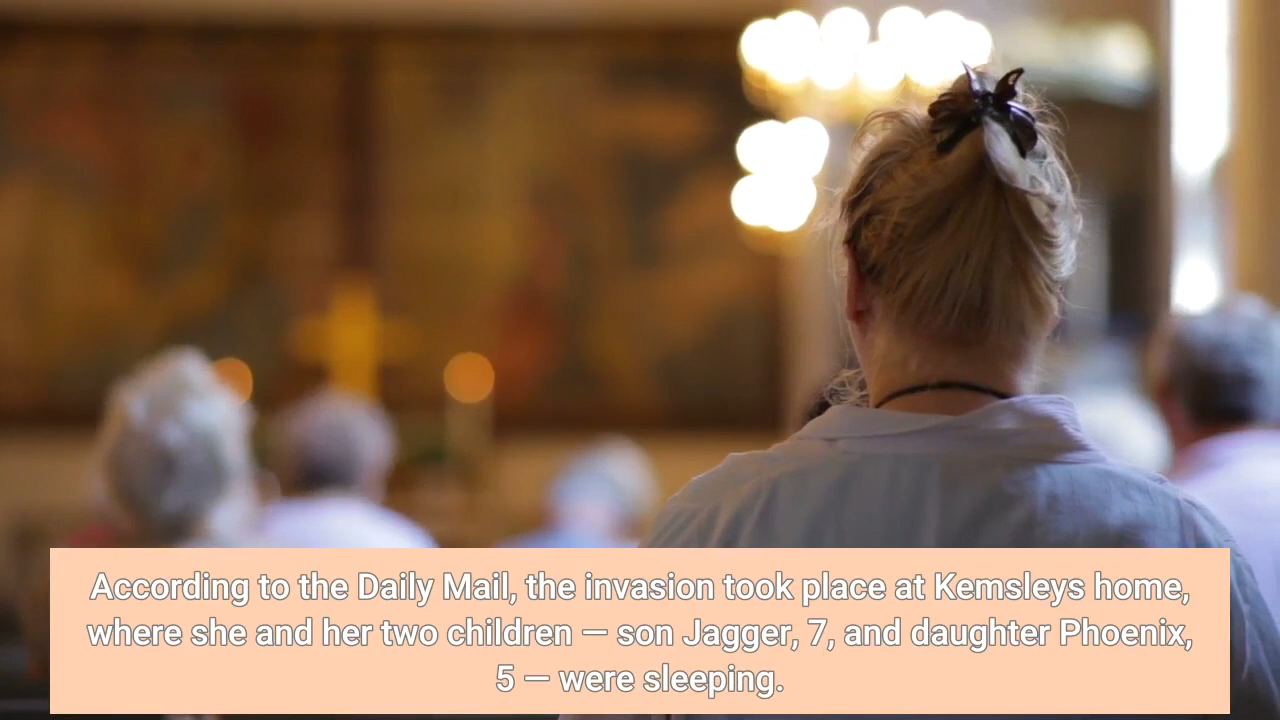 According to the Daily Mail, the invasion took place at Kemsleys home,
where she and her two children — son Jagger, 7, and daughter Phoenix,
5 — were sleeping.